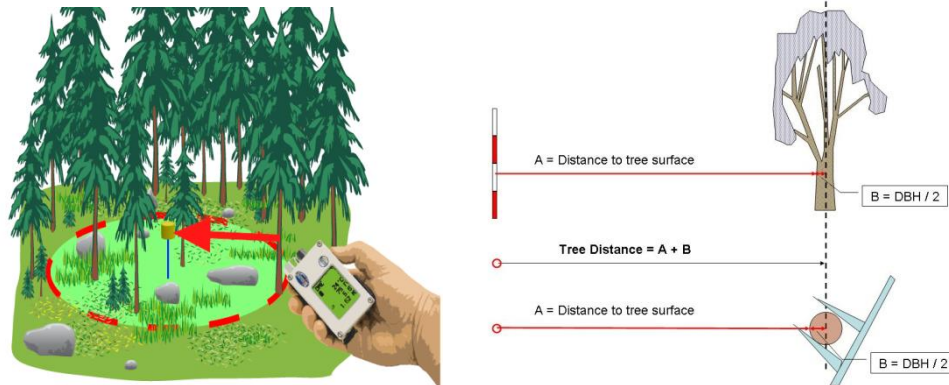 A = Distance to tree surface
B = DBH / 2
Tree Distance = A + B
A = Distance to tree surface
B = DBH / 2